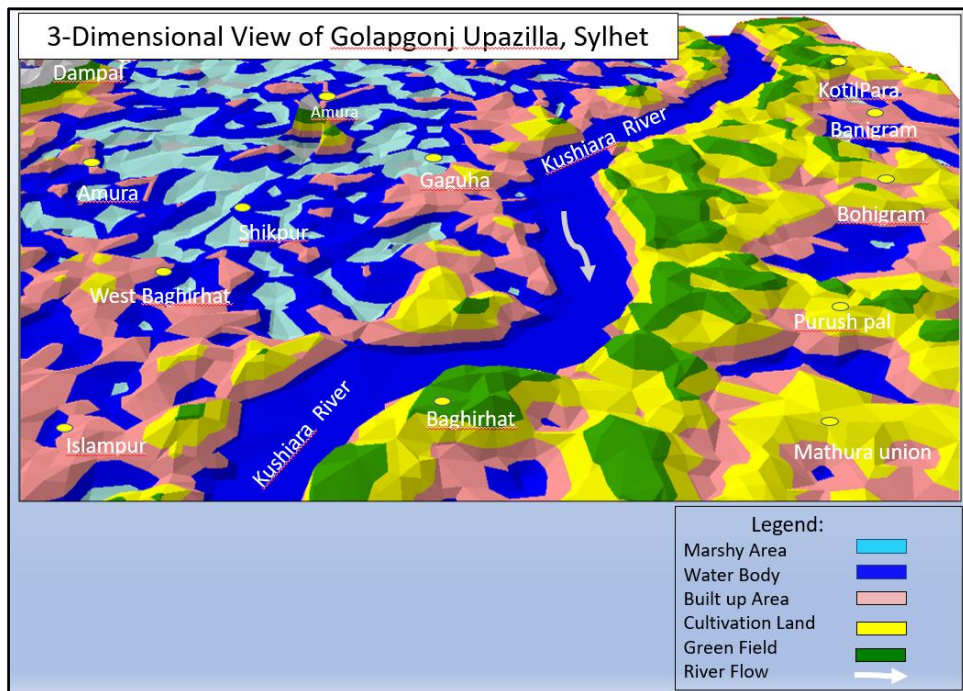 3-Dimensional View of Golapgonj Upazilla, Sylhet
Dampal
Amura
KotilPara
Banigram
Kushiara River
Gaguha
Amura
Bohigram
Shikpur
West Baghirhat
Purush pal
Kushiara River
Baghirhat
Islampur
Mathura union
Legend:
Marshy Area
Water Body
Built up Area
Cultivation Land
Green Field
River Flow